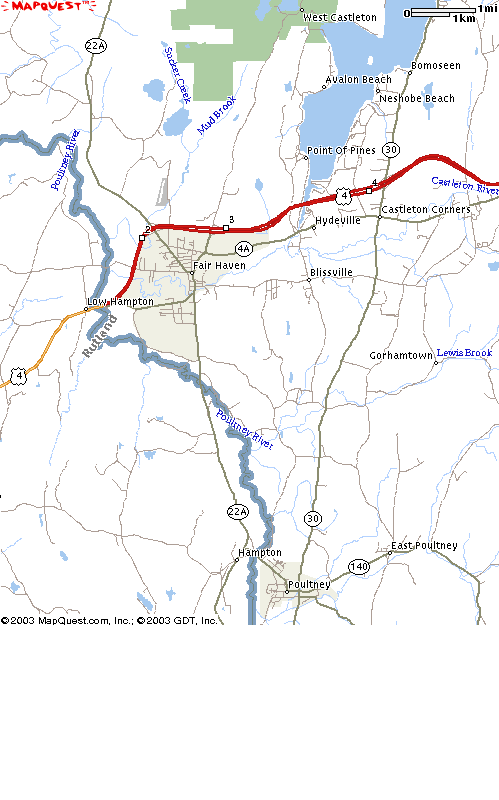 MAPQUEST™
West Castleton
0
1mi
1km
22A
Sucker Creek
Bomoseen
Avalon Beach
Neshobe Beach
Mud Brook
Poultney River
Point Of Pines
30
4
Castleton River
4
Castleton Corners
Hydeville
3
2
4A
Fair Haven
Blissville
Low Hampton
Rutland
Gorhamtown
Lewis Brook
4
Poultney River
22A
30
Hampton
East Poultney
140
Poultney
©2003 MapQuest.com, Inc.; ©2003 GDT, Inc.